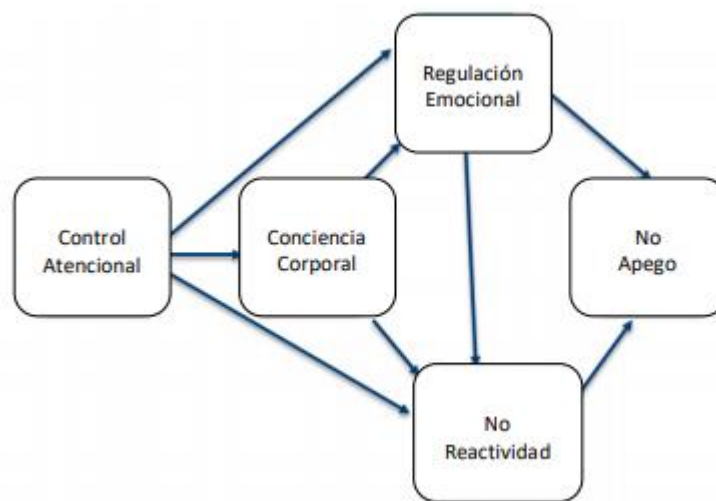 Regulación
Emocional
Control
Atencional
Conciencia
Corporal
No
Apego
No
Reactividad